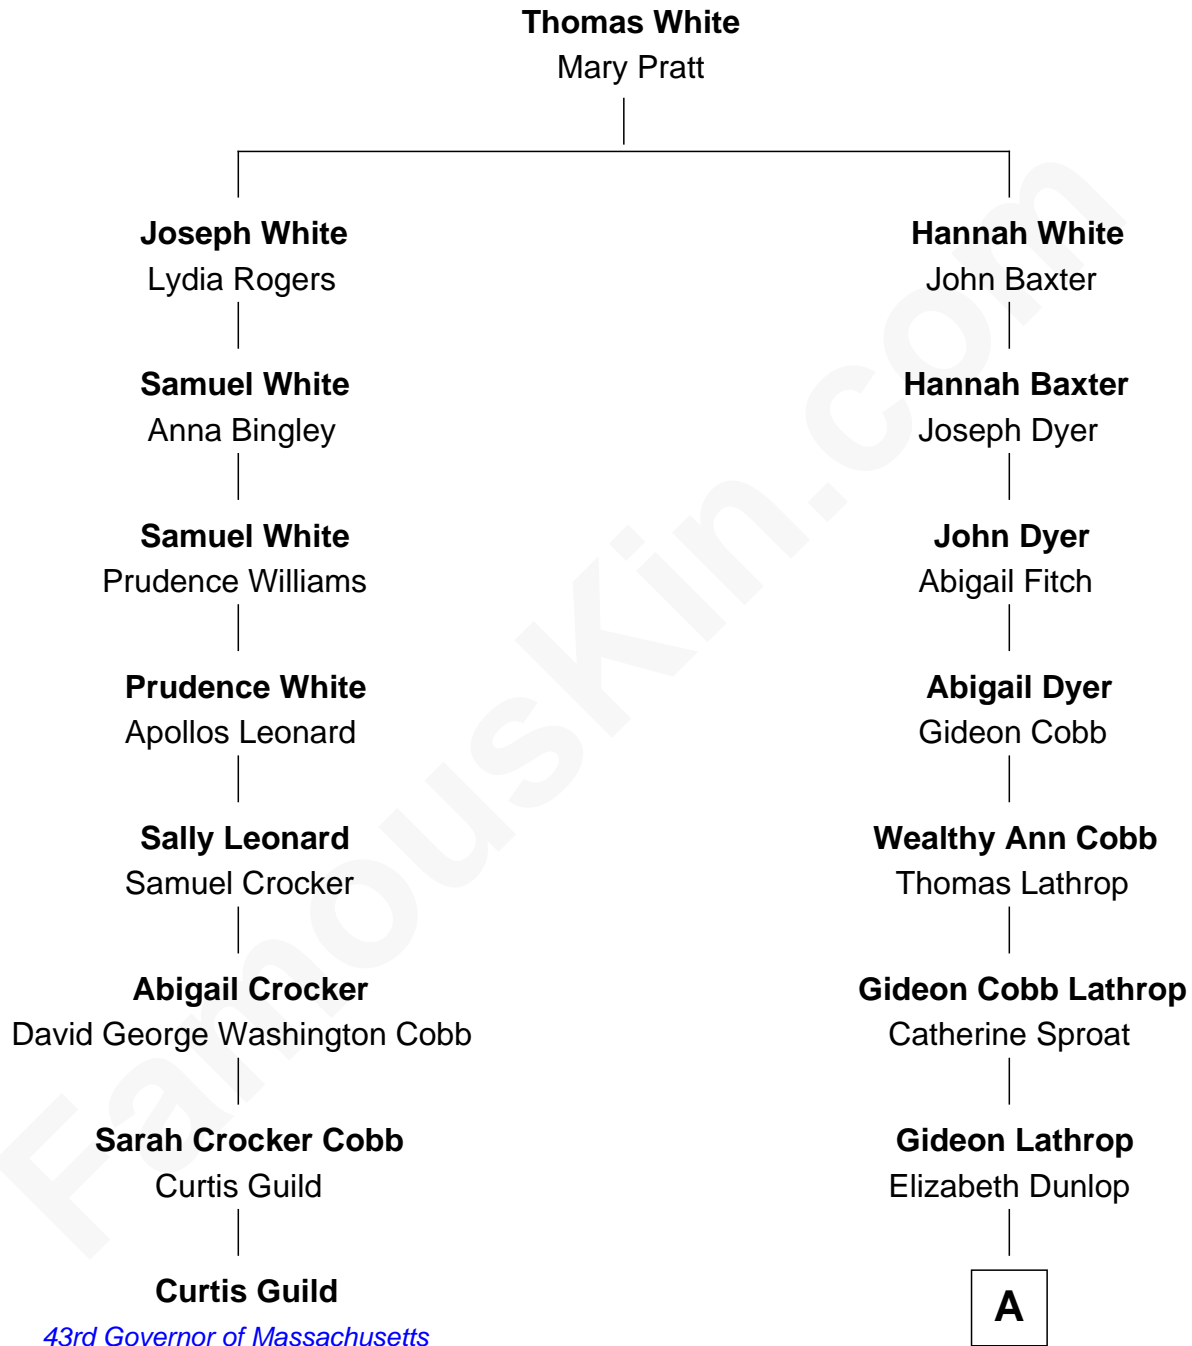 Thomas White
Mary Pratt
Joseph White
Lydia Rogers
Hannah White
John Baxter
Samuel White
Anna Bingley
Hannah Baxter
Joseph Dyer
Samuel White
Prudence Williams
John Dyer
Abigail Fitch
Prudence White
Apollos Leonard
Abigail Dyer
Gideon Cobb
Sally Leonard
Samuel Crocker
Wealthy Ann Cobb
Thomas Lathrop
Abigail Crocker
David George Washington Cobb
Gideon Cobb Lathrop
Catherine Sproat
Sarah Crocker Cobb
Curtis Guild
Gideon Lathrop
Elizabeth Dunlop
Curtis Guild
43rd Governor of Massachusetts
A
FamousKin.com